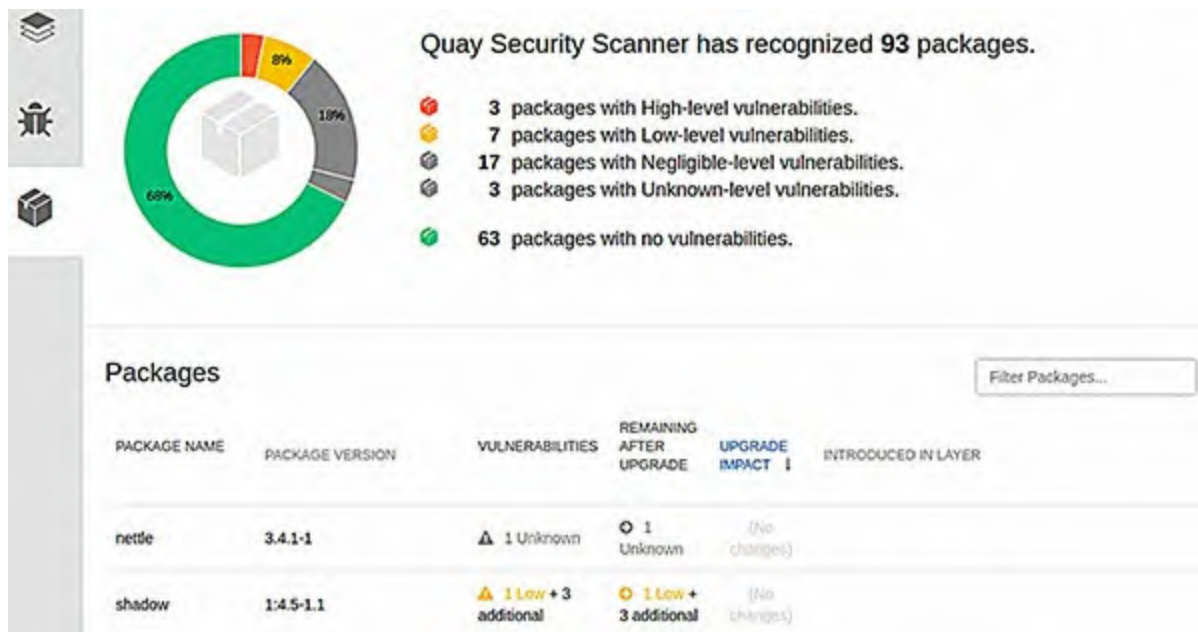 Quay Security Scanner has recognized 93 packages.
8%
18%
68%
3 packages with High-level vulnerabilities.
7 packages with Low-level vulnerabilities.
17 packages with Negligible-level vulnerabilities.
3 packages with Unknown-level vulnerabilities.
63 packages with no vulnerabilities.
Packages
Filter Packages...
PACKAGE NAME
PACKAGE VERSION
VULNERABILITIES
REMAINING
AFTER
UPGRADE
UPGRADE
IMPACT
INTRODUCED IN LAYER
nettle
3.4.1-1
1 Unknown
1
Unknown
(No
changes)
shadow
1:4.5-1.1
1 Low + 3
additional
1 Low +
3 additional
(No
changes)